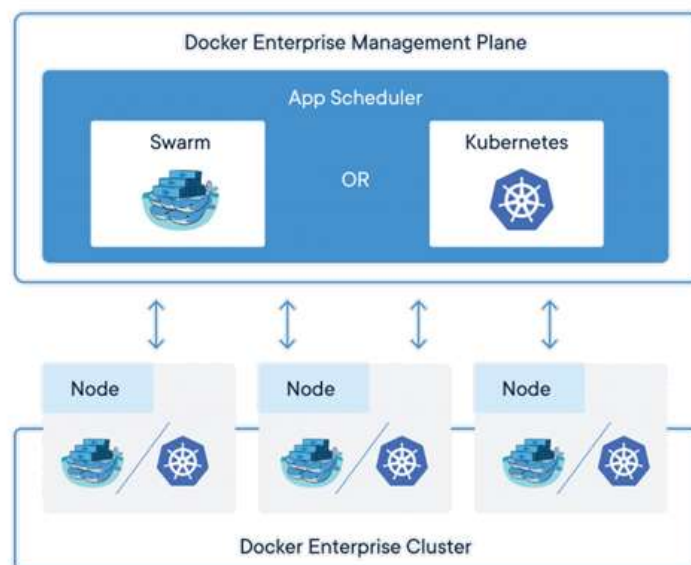 Docker Enterprise Management Plane
App Scheduler
Swarm
OR
Kubernetes
Node
Node
Node
Docker Enterprise Cluster